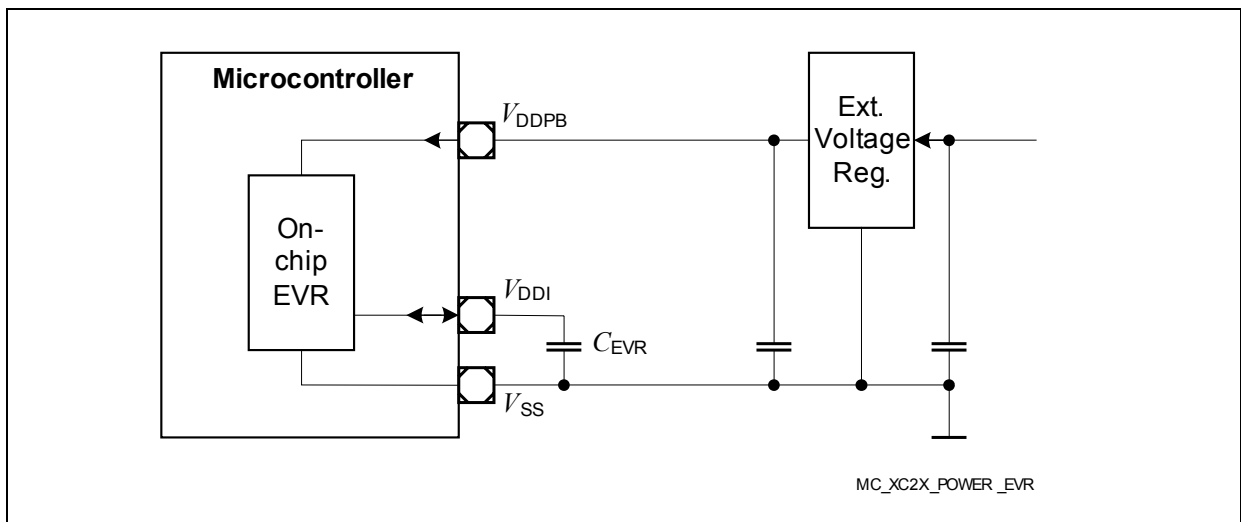 Microcontroller
VDDPB
Ext.
Voltage
Reg.
On-
chip
EVR
VDDI
CEVR
VSS
MC_XC2X_POWER _EVR